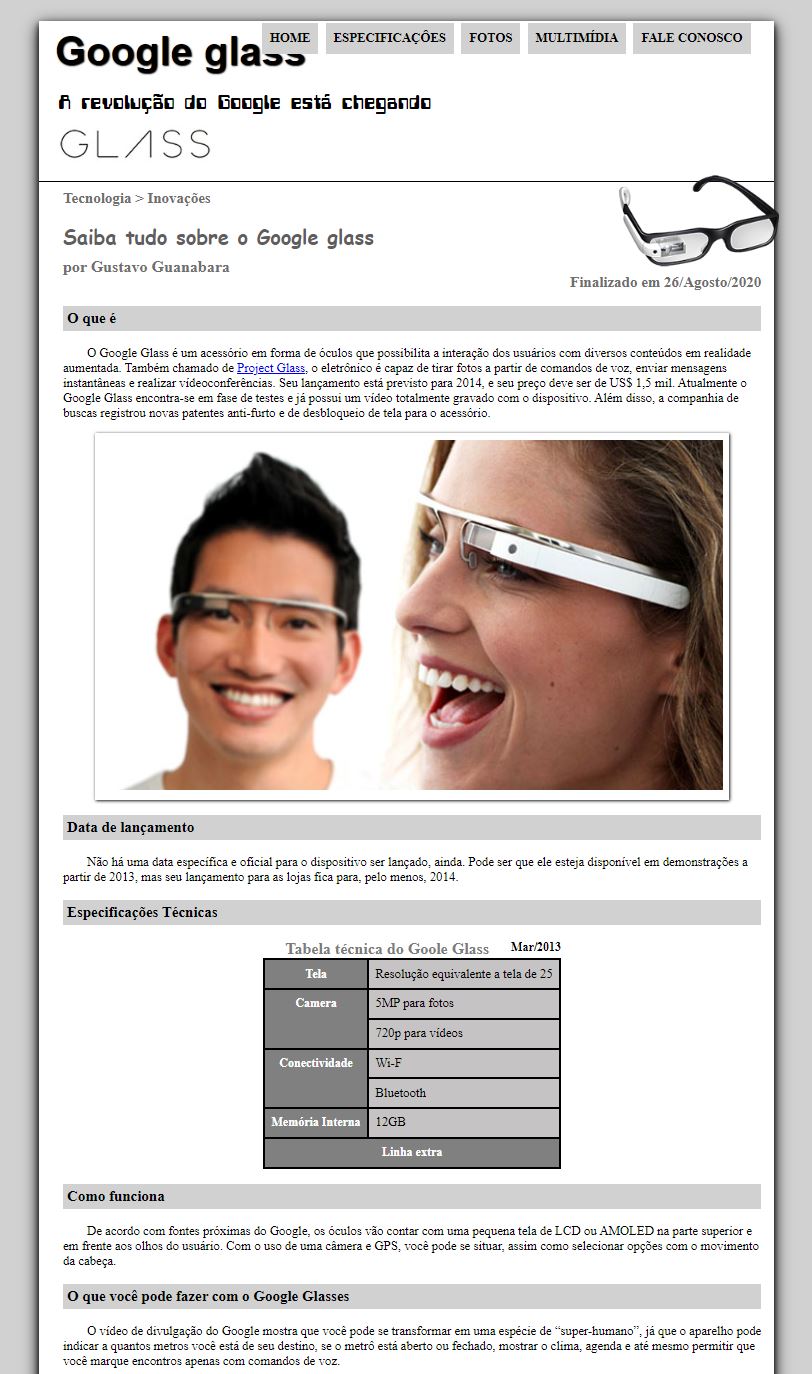 Google glass
HOME ESPECIFICAÇÕES FOTOS MULTIMÍDIA FALE CONOSCO
A revolução do Google está chegando
GLASS
Tecnologia > Inovações
Saiba tudo sobre o Google glass
por Gustavo Guanabara
Finalizado em 26/Agosto/2020
O que é
O Google Glass é um acessório em forma de óculos que possibilita a interação dos usuários com diversos conteúdos em realidade
aumentada. Também chamado de Project Glass, o eletrônico é capaz de tirar fotos a partir de comandos de voz, enviar mensagens
instantâneas e realizar vídeoconferências. Seu lançamento está previsto para 2014, e seu preço deve ser de US$ 1,5 mil. Atualmente o
Google Glass encontra-se em fase de testes e já possui um vídeo totalmente gravado com o dispositivo. Além disso, a companhia de
buscas registrou novas patentes anti-furto e de desbloqueio de tela para o acessório.
Data de lançamento
Não há uma data específica e oficial para o dispositivo ser lançado, ainda. Pode ser que ele esteja disponível em demonstrações a
partir de 2013, mas seu lançamento para as lojas fica para, pelo menos, 2014.
Especificações Técnicas
Tabela técnica do Goole Glass Mar/2013
Tela Resolução equivalente a tela de 25
Camera 5MP para fotos
720p para vídeos
Conectividade Wi-F
Bluetooth
Memória Interna 12GB
Linha extra
Como funciona
De acordo com fontes próximas do Google, os óculos vão contar com uma pequena tela de LCD ou AMOLED na parte superior e
em frente aos olhos do usuário. Com o uso de uma câmera e GPS, você pode se situar, assim como selecionar opções com o movimento
da cabeça.
O que você pode fazer com o Google Glasses
O vídeo de divulgação do Google mostra que você pode se transformar em uma espécie de “super-humano”, já que o aparelho pode
indicar a quantos metros você está de seu destino, se o metrô está aberto ou fechado, mostrar o clima, agenda e até mesmo permitir que
você marque encontros apenas com comandos de voz.